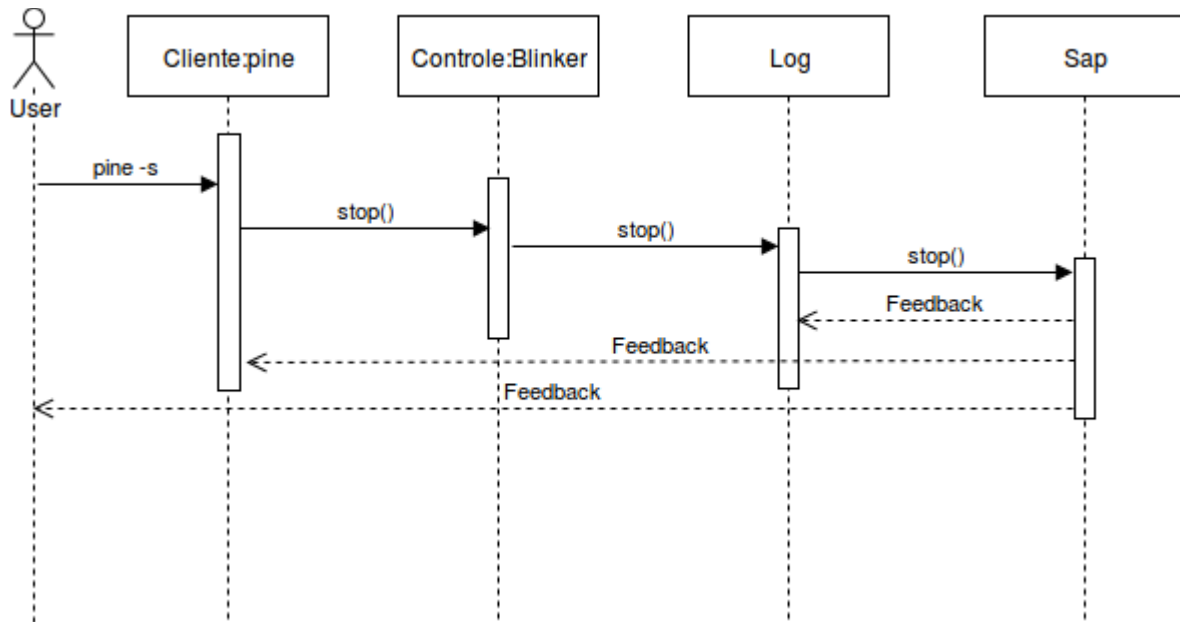 Cliente:pine
Controle:Blinker
Log
Sap
User
pine -s
stop()
stop()
stop()
Feedback
Feedback
Feedback